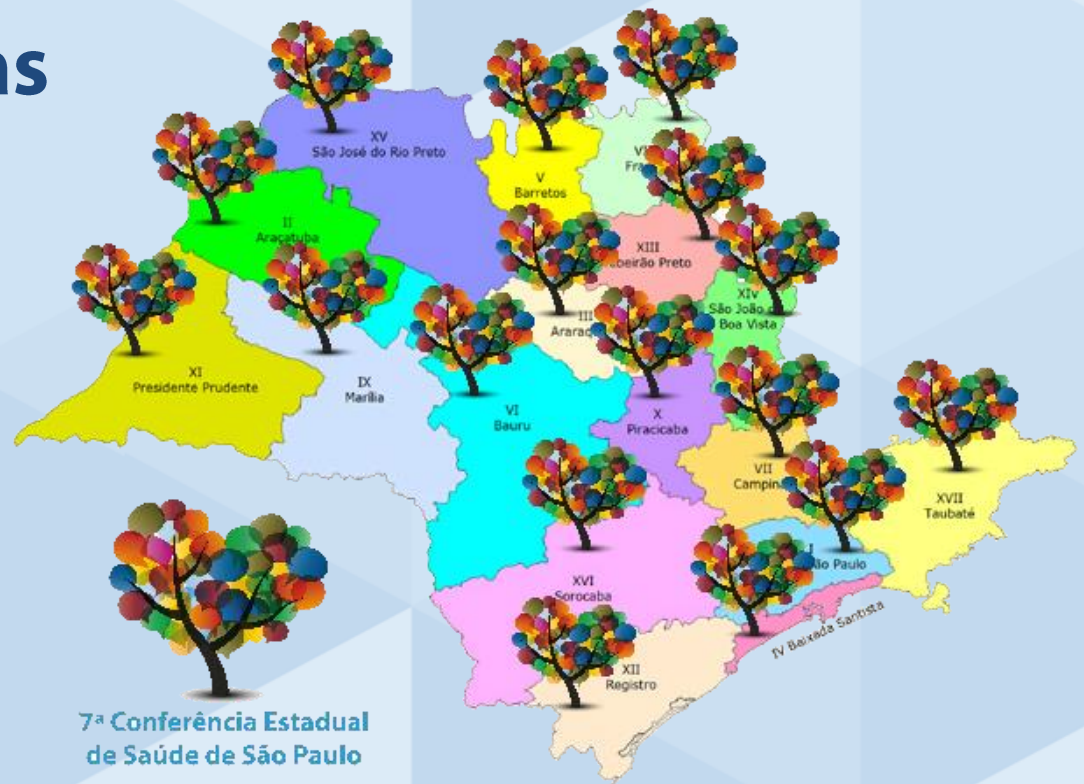 as
XV
São José do Rio Preto
V
Barretos
II
Araçatuba
XIII
XIV
São João
Boa Vista
III
XI
Presidente Prudente
IX
Marília
VI
Bauru
X
Piracicaba
VII
XVII
Taubaté
I
XVI
Sorocaba
IV Baixada Santista
XII
Registro
7ª Conferência Estadual
de Saúde de São Paulo